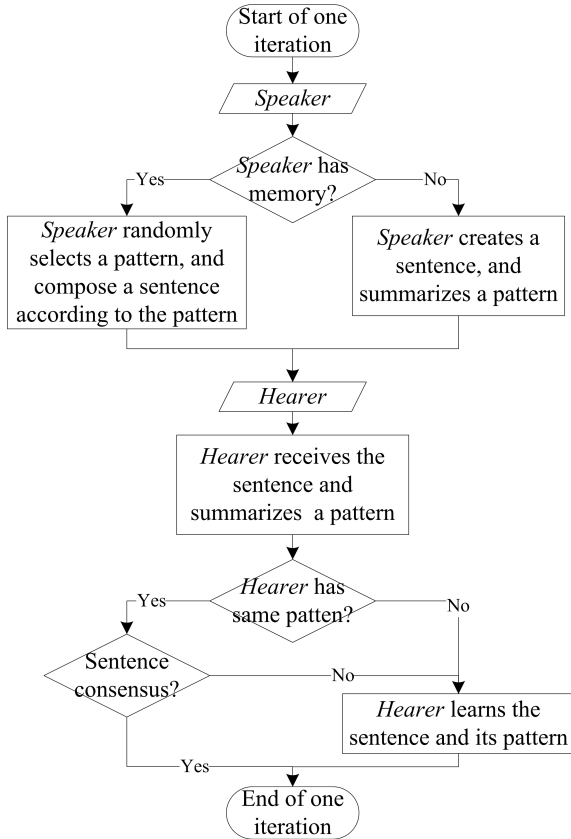 Start of one
iteration
Speaker
Speaker has
memory?
Yes
No
Speaker randomly
selects a pattern, and
compose a sentence
according to the pattern
Speaker creates a
sentence, and
summarizes a pattern
Hearer
Hearer receives the
sentence and
summarizes a pattern
Hearer has
same patten?
Yes
No
Sentence
consensus?
No
Hearer learns the
sentence and its pattern
Yes
End of one
iteration